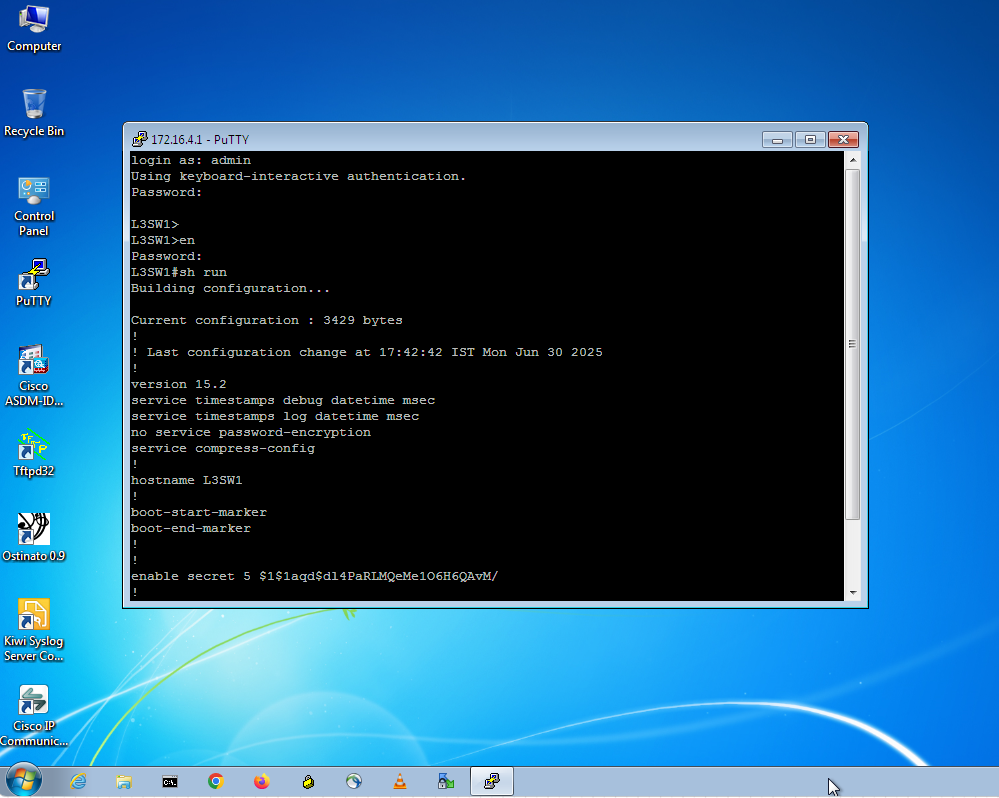 Computer
Recycle Bin
Control
Panel
PuTTY
Cisco
ASDM-ID...
Tftpd32
Ostinato 0.9
Kiwi Syslog
Server Co...
Cisco IP
Communic...
172.16.4.1 - PuTTY
login as: admin
Using keyboard-interactive authentication.
Password:
L3SW1>
L3SW1>en
Password:
L3SW1#sh run
Building configuration...
Current configuration : 3429 bytes
!
! Last configuration change at 17:42:42 IST Mon Jun 30 2025
!
version 15.2
service timestamps debug datetime msec
service timestamps log datetime msec
no service password-encryption
service compress-config
!
hostname L3SW1
!
boot-start-marker
boot-end-marker
!
!
enable secret 5 $1$1aqd$dl4PaRLMQeMe1O6H6QAvM/
!